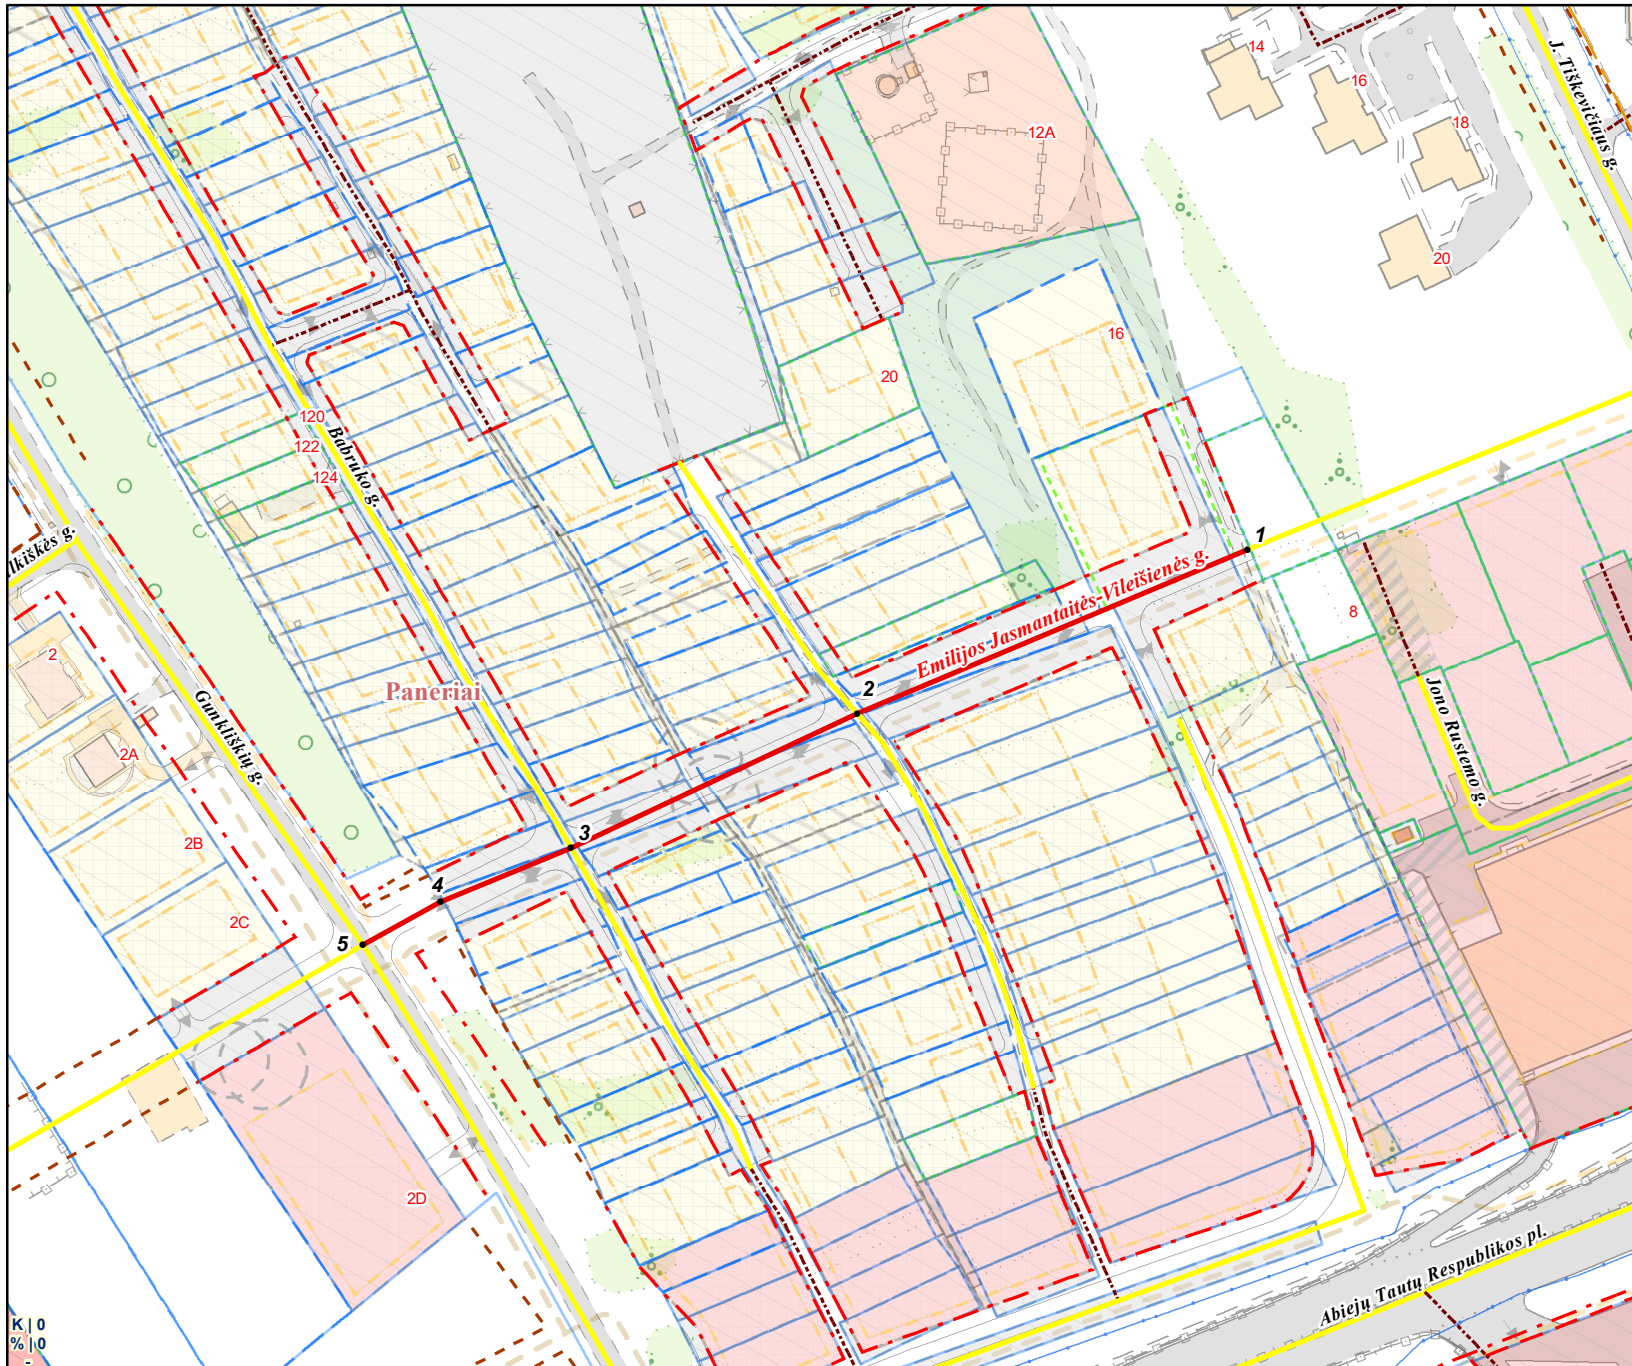 14
16
18
J. Tiškevičiaus g.
12A
20
16
20
120
122
124
Babruko g.
1
lkiškės g.
Emilijos Jasmantaitės-Vileišienės g.
8
2
Paneriai
2
Gunkliškių g.
Jono Rustemo g.
2A
2B
3
4
2C
5
2D
Abiejų Tautų Respublikos pl.
K | 0
% | 0
-